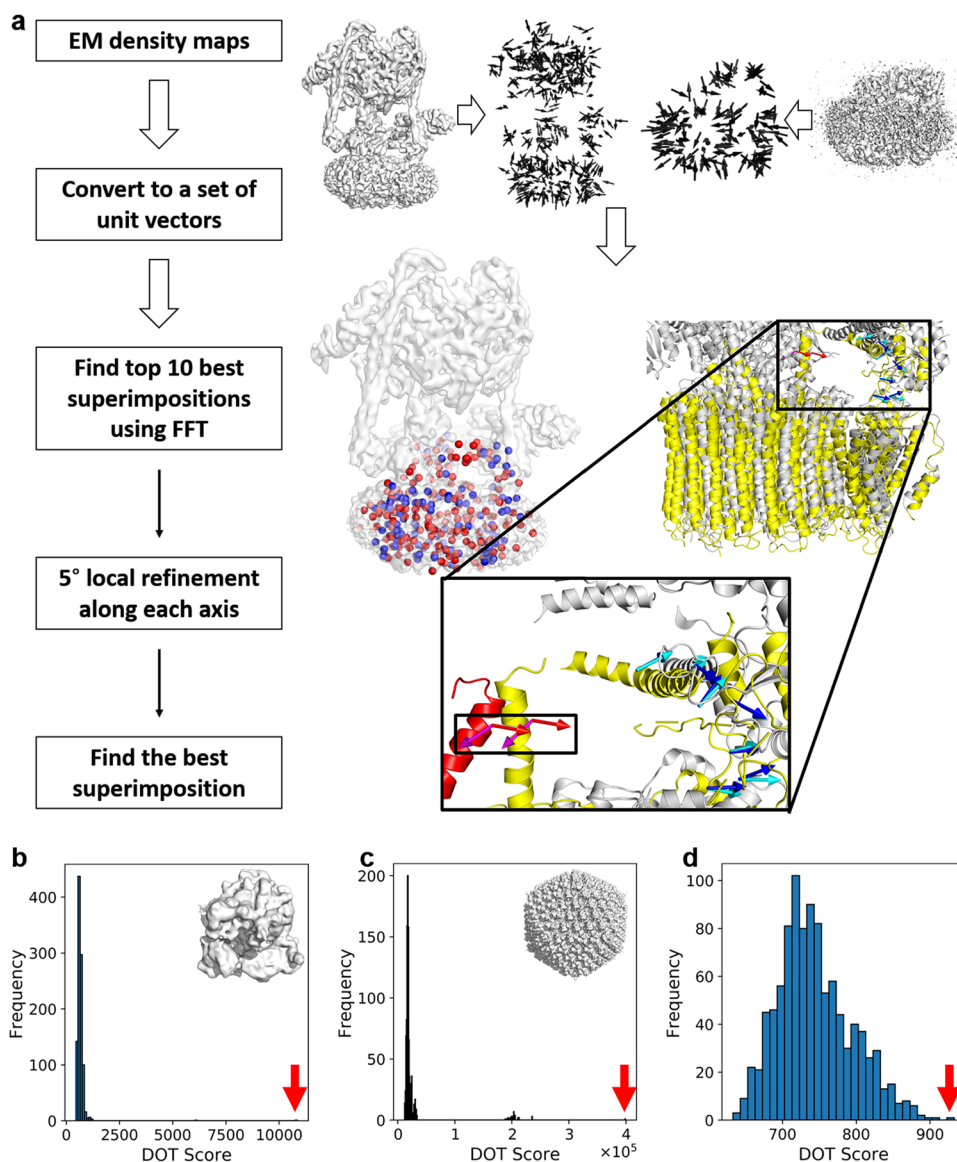 a
EM density maps
Convert to a set of
unit vectors
Find top 10 best
superimpositions
using FFT
5° local refinement
along each axis
Find the best
superimposition
b
400
300
200
100
0
Frequency
0 2500 5000 7500 10000
DOT Score
c
200
150
100
50
0
Frequency
0 1 2 3 4
DOT Score ×10⁵
d
100
80
60
40
20
0
Frequency
700 800 900
DOT Score